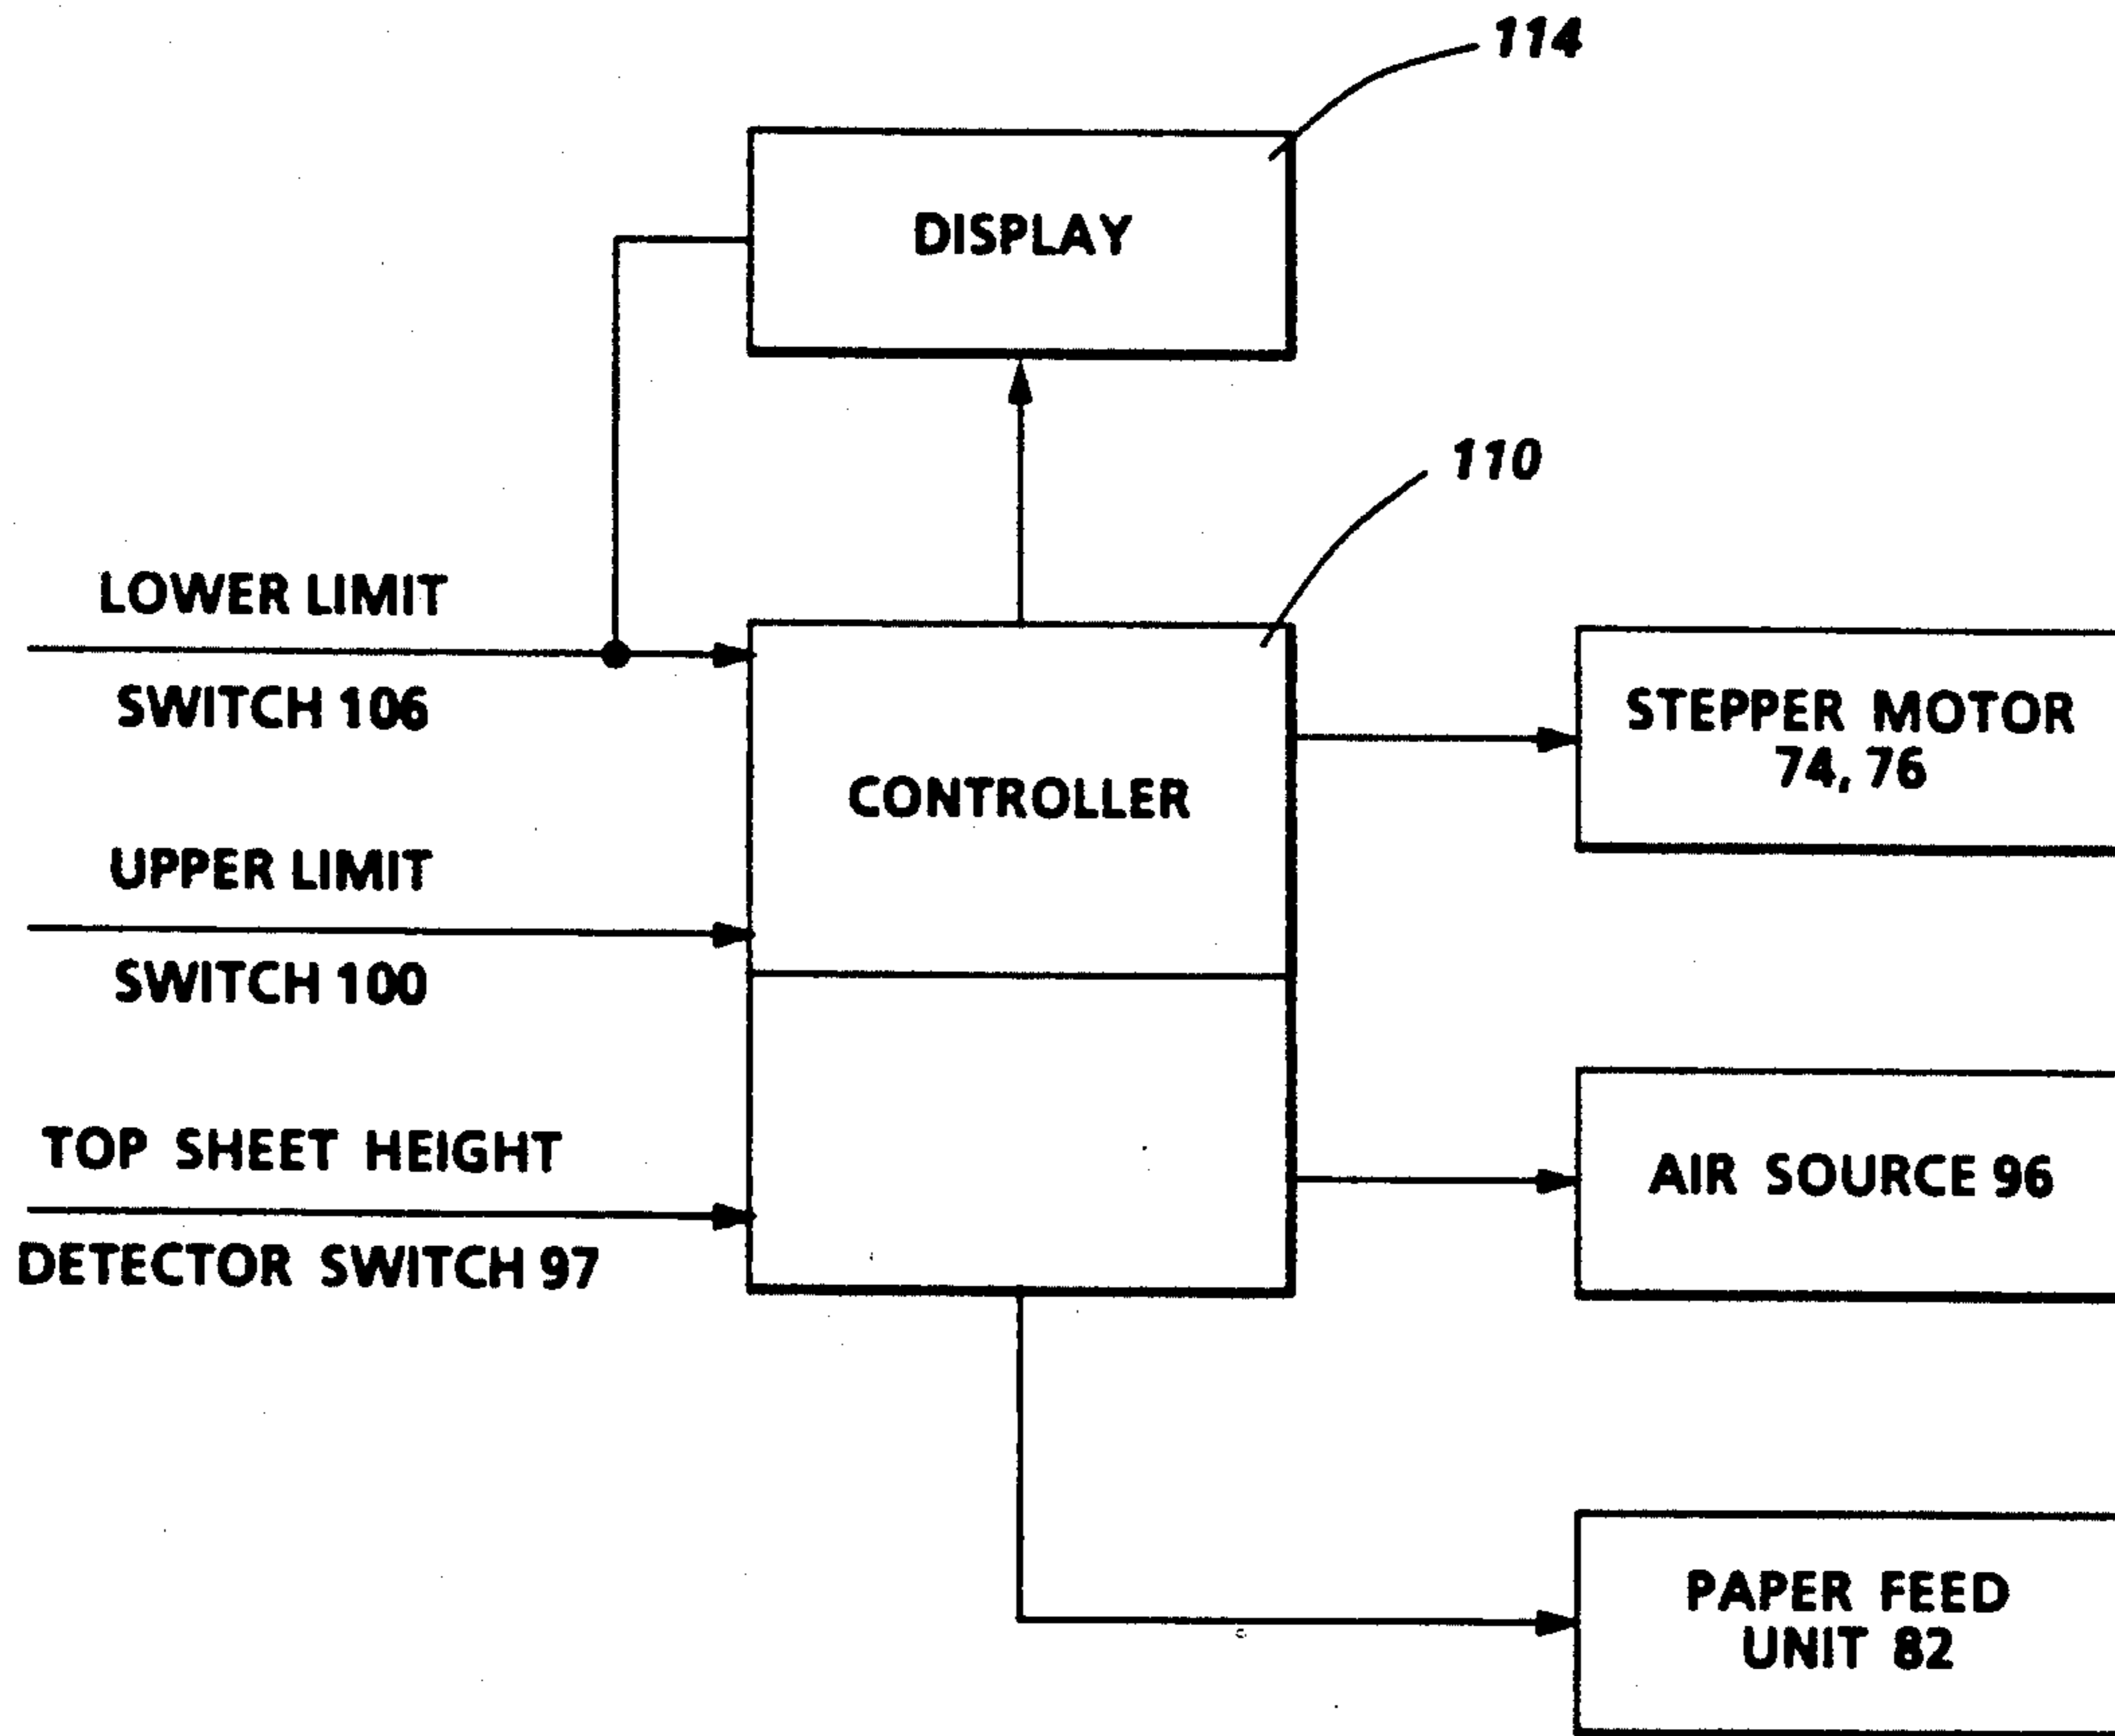 114
DISPLAY
110
LOWER LIMIT
SWITCH 106
STEPPER MOTOR
74, 76
CONTROLLER
UPPER LIMIT
SWITCH 100
TOP SHEET HEIGHT
DETECTOR SWITCH 97
AIR SOURCE 96
PAPER FEED
UNIT 82